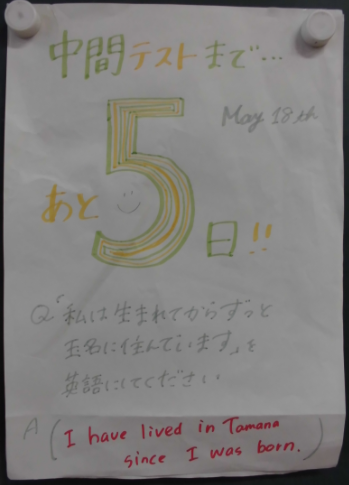 中間テストまで…
May 18th
あと5日!!
Q「私は生まれてからずっと
玉名に住んでいます」を
英語にしてください
A (I have lived in Tamana
since I was born.)